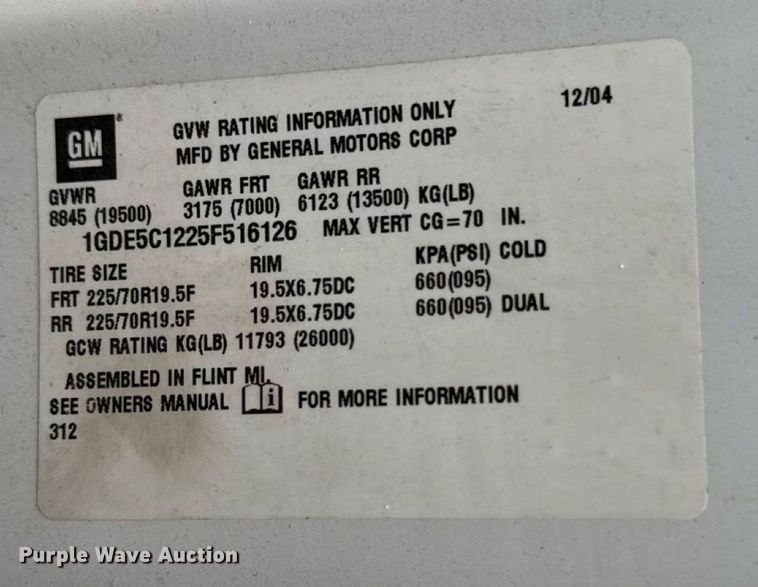 GM®
GVW RATING INFORMATION ONLY 12/04
MFD BY GENERAL MOTORS CORP
GVWR GAWR FRT GAWR RR
8845 (19500) 3175 (7000) 6123 (13500) KG(LB)
1GDE5C1225F516126 MAX VERT CG=70 IN.
TIRE SIZE RIM KPA(PSI) COLD
FRT 225/70R19.5F 19.5X6.75DC 660(095)
RR 225/70R19.5F 19.5X6.75DC 660(095) DUAL
GCW RATING KG(LB) 11793 (26000)
ASSEMBLED IN FLINT MI.
SEE OWNERS MANUAL i FOR MORE INFORMATION
312
Purple Wave Auction